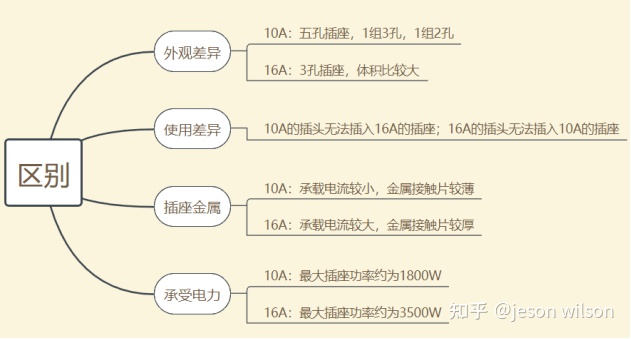 区别
外观差异
10A：五孔插座，1组3孔，1组2孔
16A：3孔插座，体积比较大
使用差异
10A的插头无法插入16A的插座；16A的插头无法插入10A的插座
插座金属
10A：承载电流较小，金属接触片较薄
16A：承载电流较大，金属接触片较厚
承受电力
10A：最大插座功率约为1800W
16A：最大插座功率约为3500W
知乎 @jeson wilson